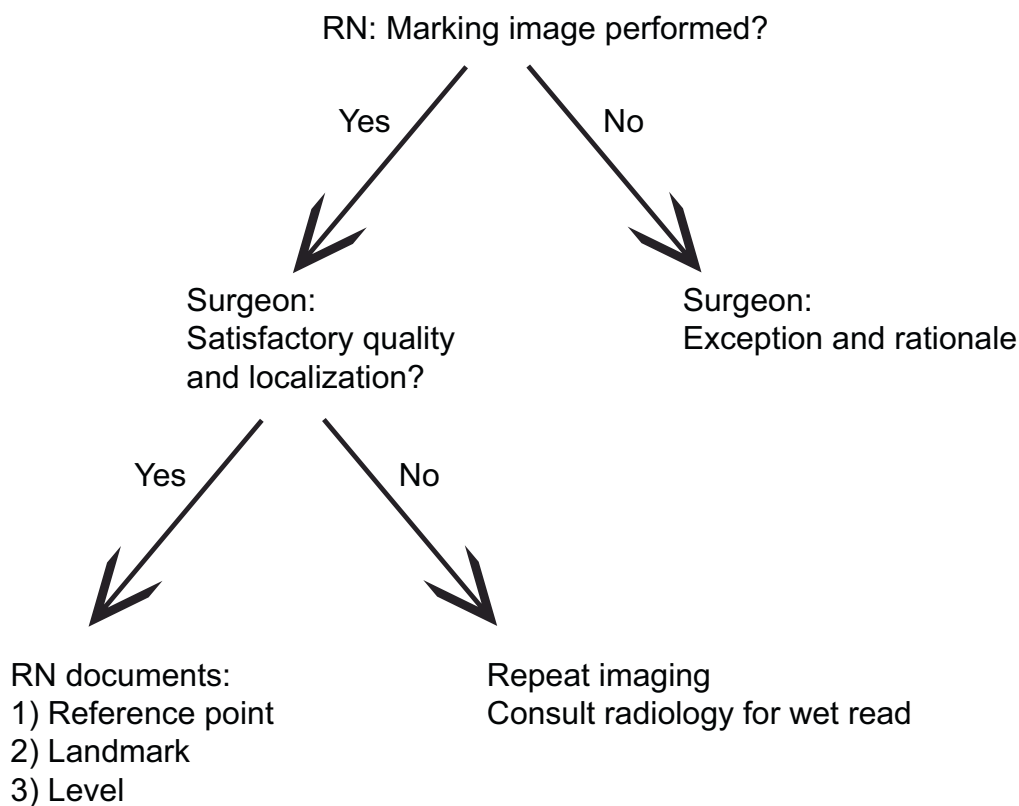 RN: Marking image performed?
Yes
No
Surgeon:
Satisfactory quality
and localization?
Surgeon:
Exception and rationale
Yes
No
RN documents:
1) Reference point
2) Landmark
3) Level
Repeat imaging
Consult radiology for wet read